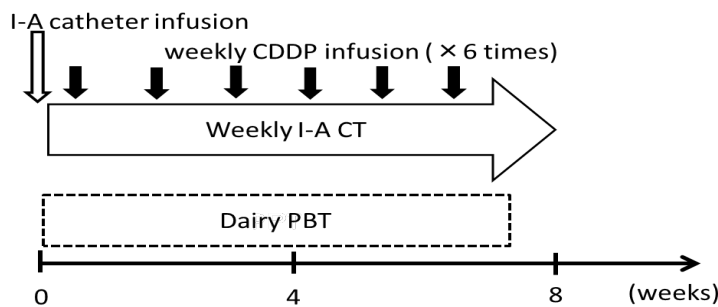 I-A catheter infusion
weekly CDDP infusion ( × 6 times)
Weekly I-A CT
Dairy PBT
0 4 8 (weeks)